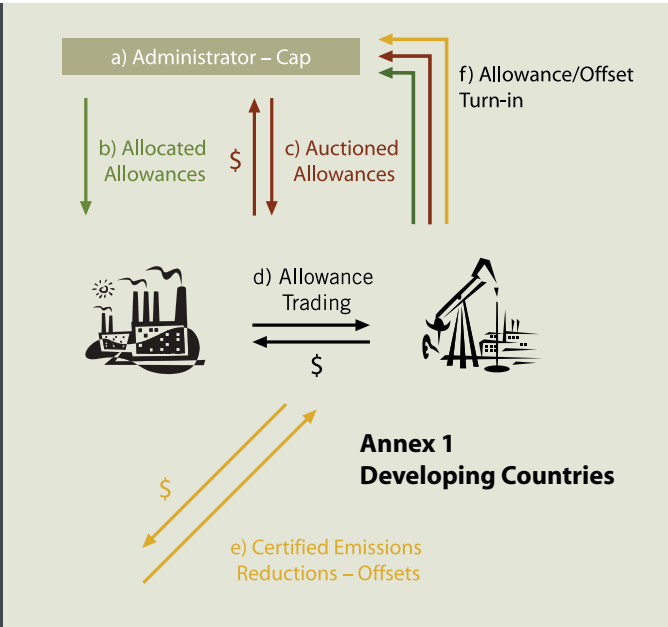 a) Administrator – Cap
f) Allowance/Offset
Turn-in
b) Allocated
Allowances
$
c) Auctioned
Allowances
d) Allowance
Trading
$
Annex 1
Developing Countries
$
e) Certified Emissions
Reductions – Offsets